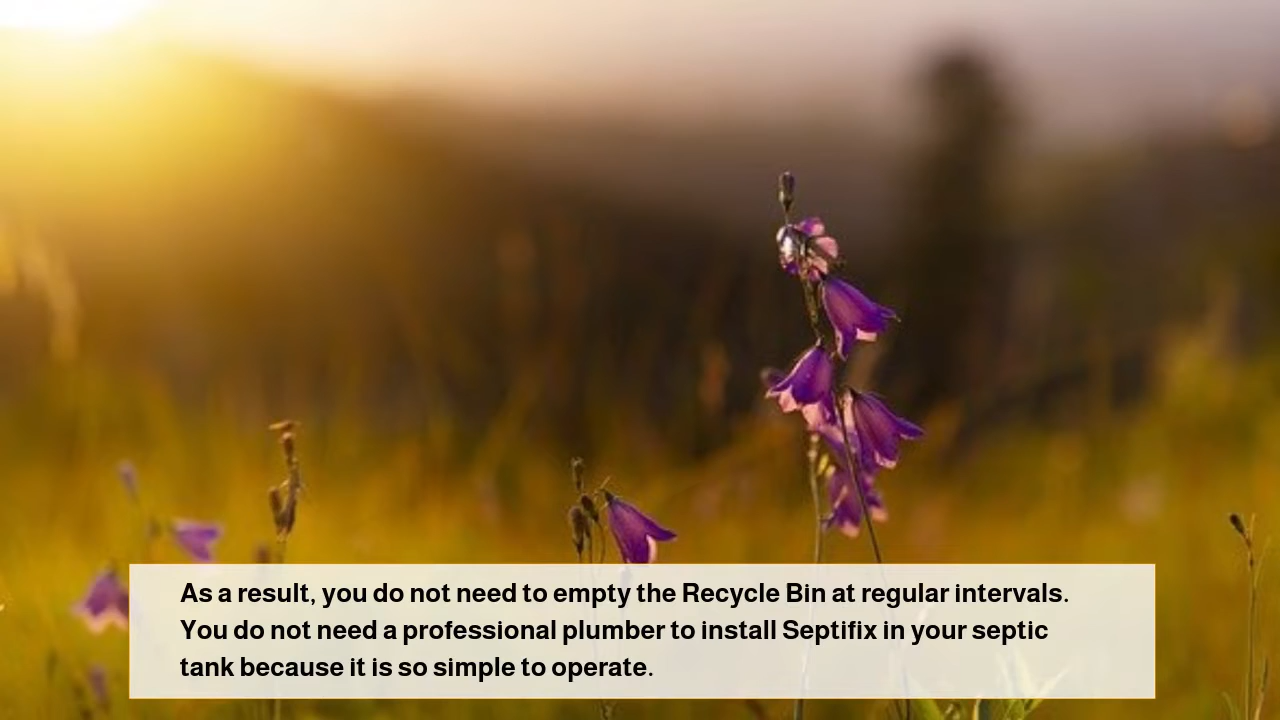 As a result, you do not need to empty the Recycle Bin at regular intervals.
You do not need a professional plumber to install Septifix in your septic
tank because it is so simple to operate.